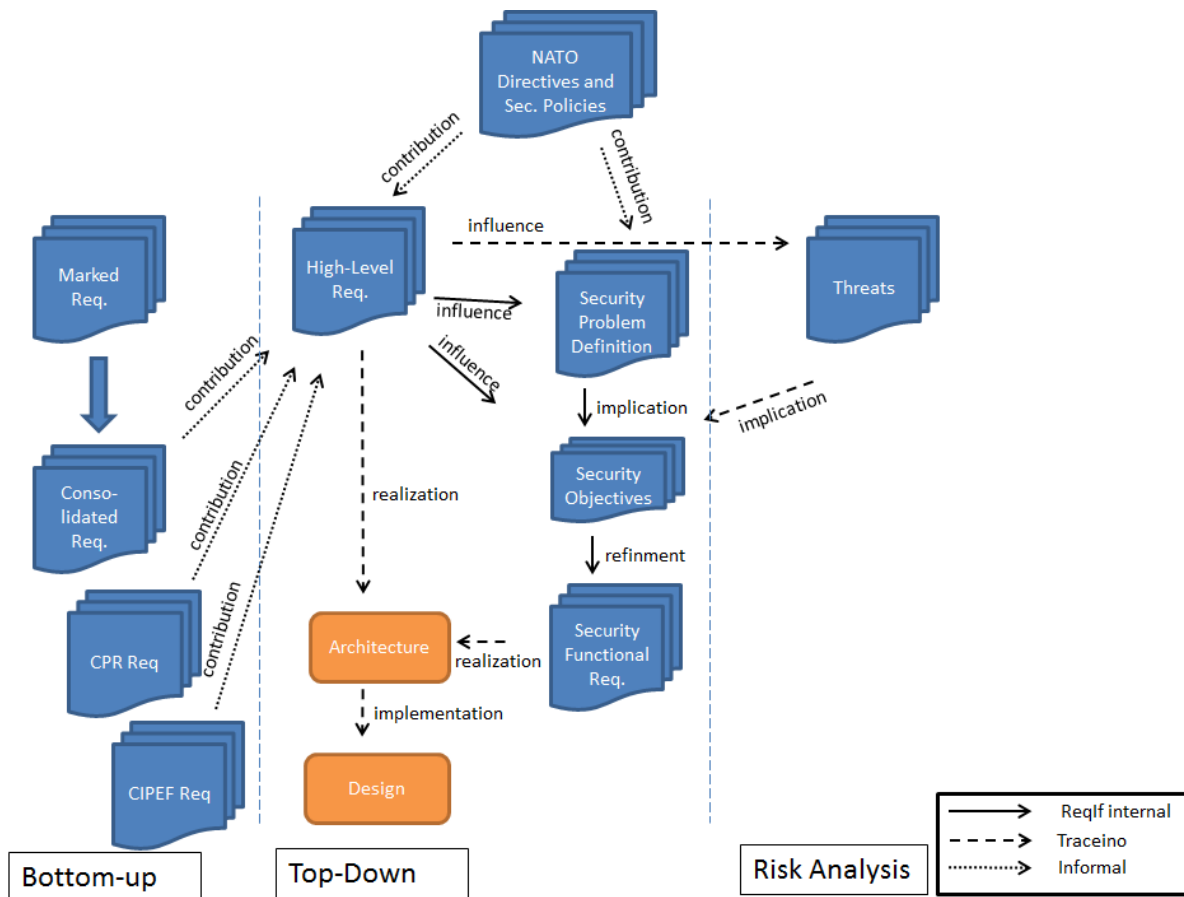 NATO
Directives and
Sec. Policies
contribution
contribution
Marked
Req.
High-Level
Req.
influence
Security
Problem
Definition
Threats
influence
influence
contribution
implication
implication
Conso-
lidated
Req.
contribution
realization
Security
Objectives
refinment
contribution
CPR Req
Architecture
realization
Security
Functional
Req.
implementation
CIPEF Req
Design
ReqIf internal
Traceino
Informal
Bottom-up
Top-Down
Risk Analysis